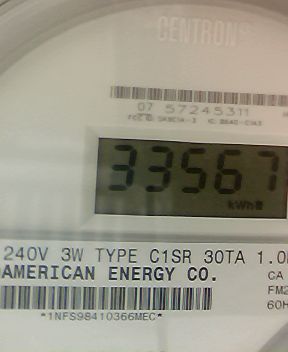 CENTRON®
07 57245311
33567
kWh
240V 3W TYPE C1SR 30TA 1.0
CA
AMERICAN ENERGY CO.
FM2
*1NFS98410366MEC*
60H